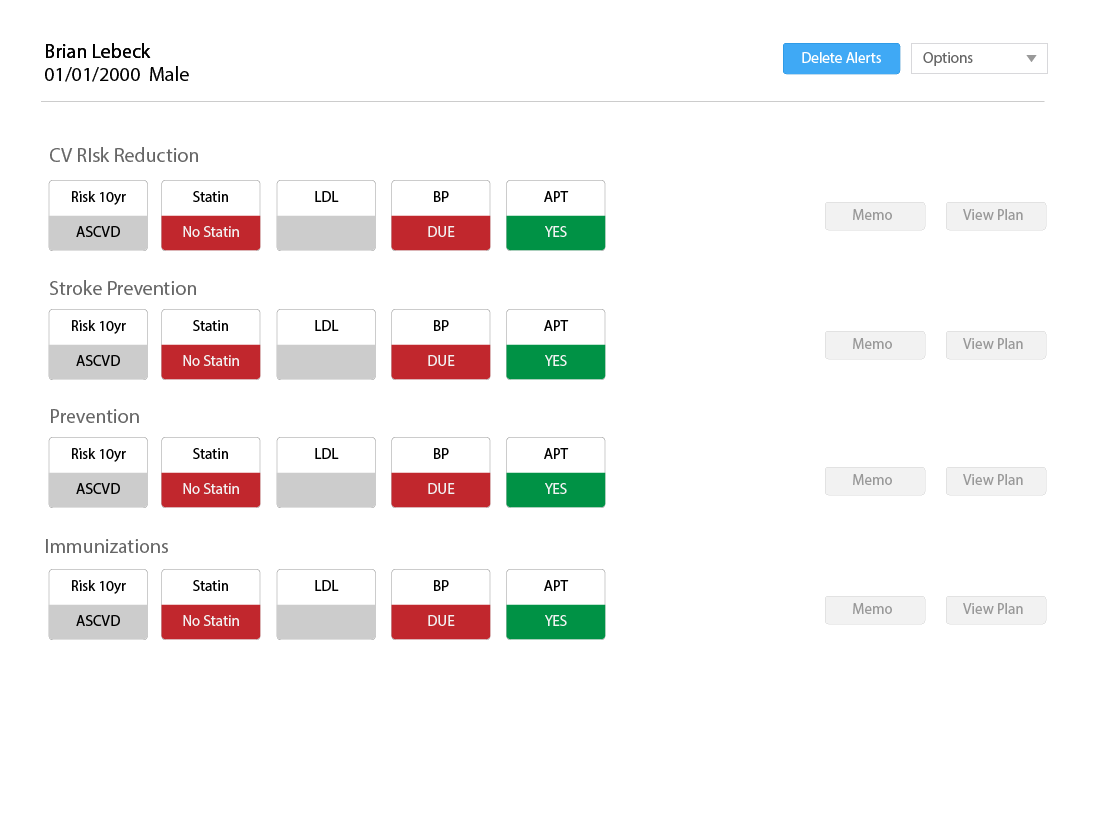 Brian Lebeck
01/01/2000 Male
Delete Alerts
Options
CV RIsk Reduction
Risk 10yr Statin LDL BP APT
ASCVD No Statin DUE YES
Memo View Plan
Stroke Prevention
Risk 10yr Statin LDL BP APT
ASCVD No Statin DUE YES
Memo View Plan
Prevention
Risk 10yr Statin LDL BP APT
ASCVD No Statin DUE YES
Memo View Plan
Immunizations
Risk 10yr Statin LDL BP APT
ASCVD No Statin DUE YES
Memo View Plan